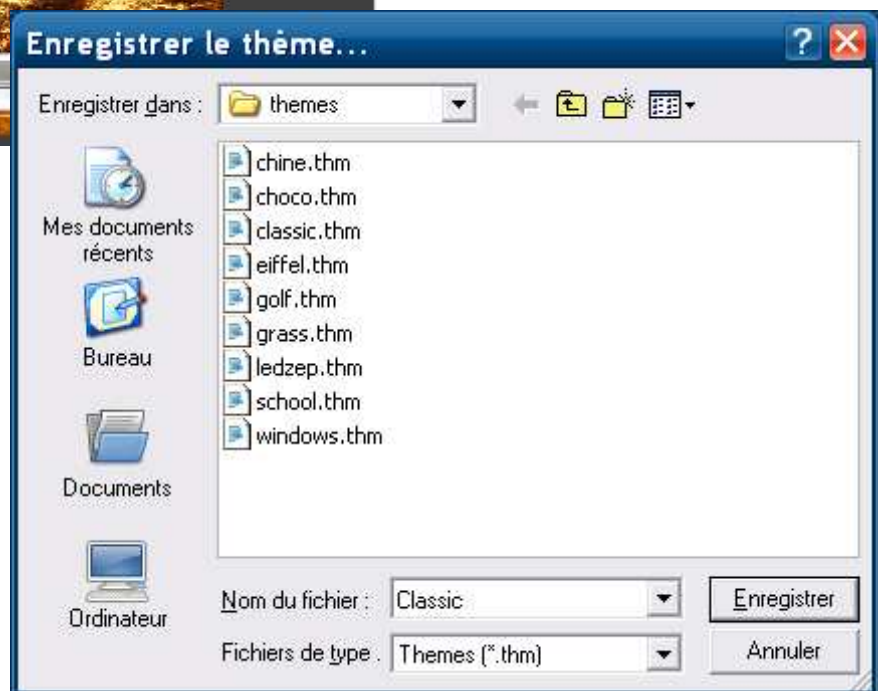 Enregistrer le thème...
Enregistrer dans :
themes
Mes documents
récents
Bureau
Documents
Ordinateur
chine.thm
choco.thm
classic.thm
eiffel.thm
golf.thm
grass.thm
ledzep.thm
school.thm
windows.thm
Nom du fichier :
Classic
Enregistrer
Fichiers de type .
Themes (*.thm)
Annuler